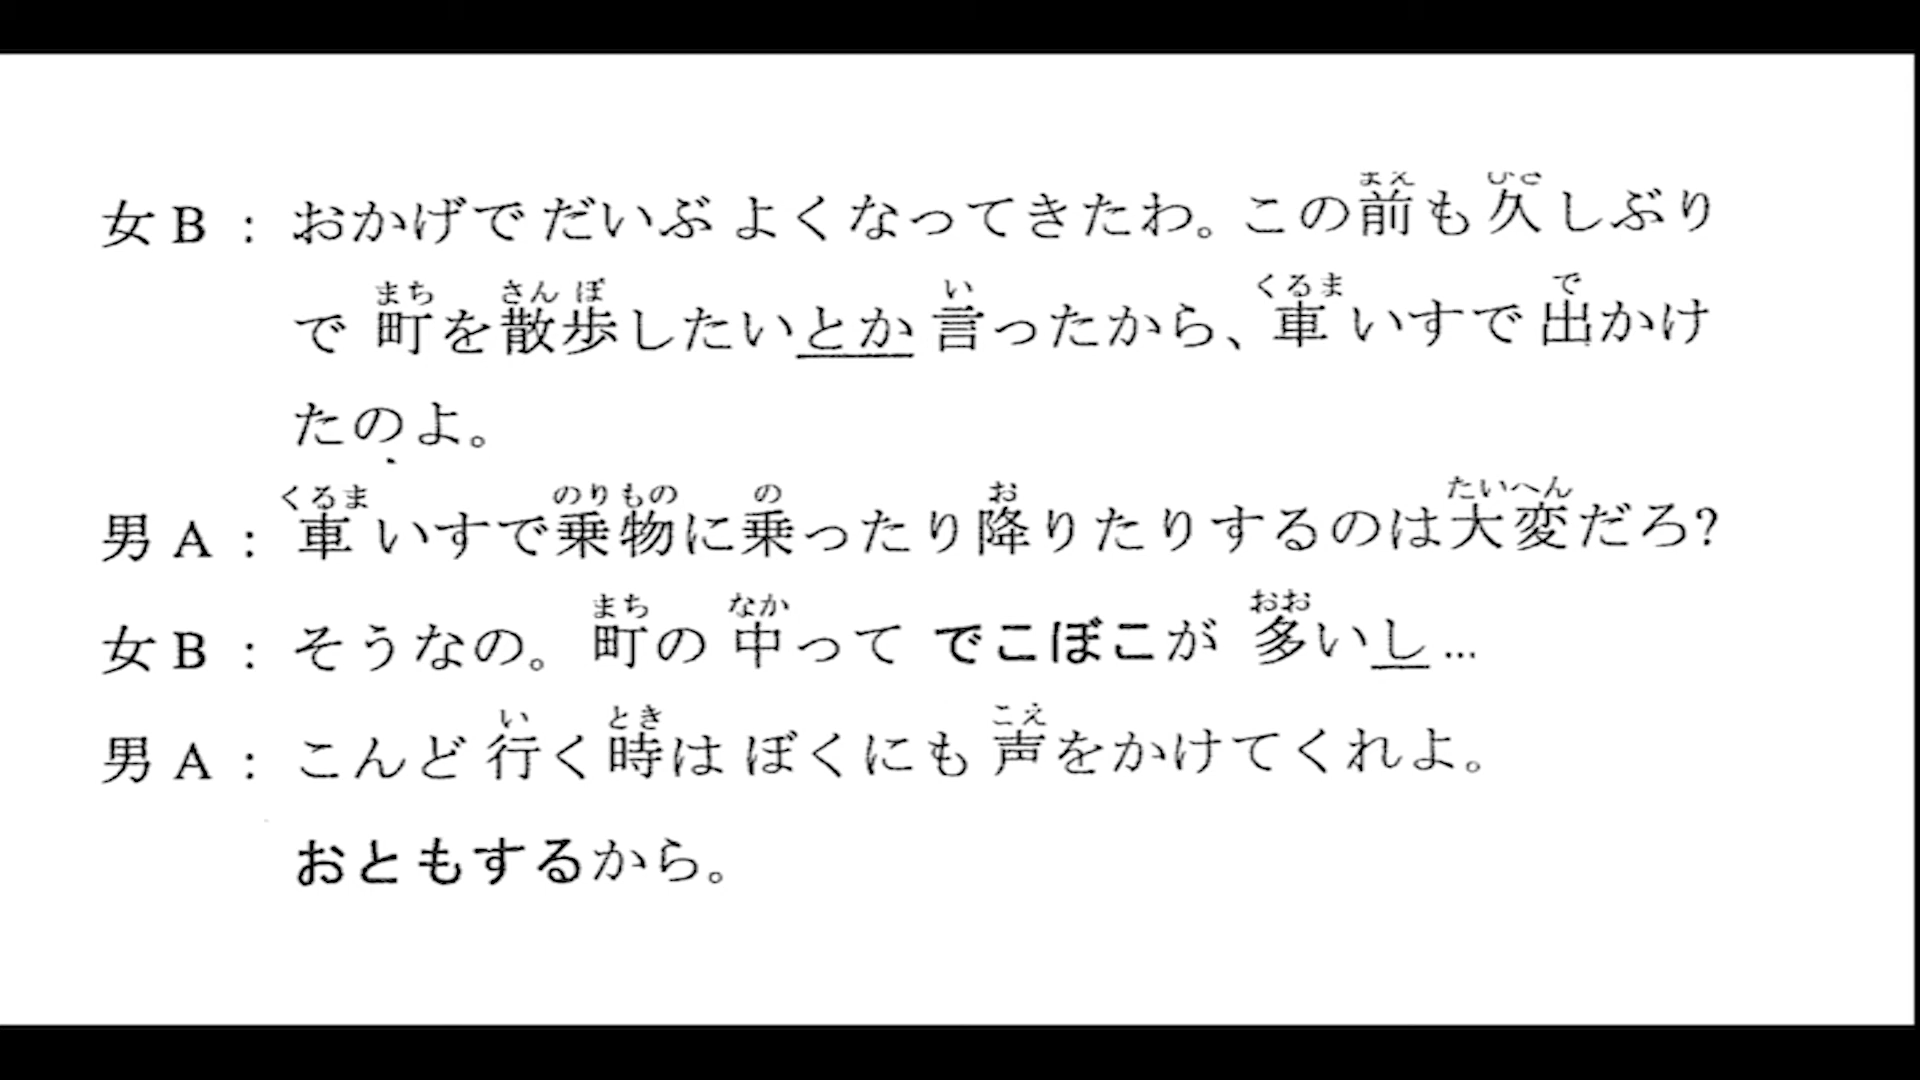 女B：おかげで だいぶ よくなってきたわ。この前も久しぶり
で 町を散歩したいとか 言ったから、車いすで 出かけ
たのよ。
男A：車いすで乗物に乗ったり降りたりするのは大変だろ?
女B：そうなの。町の 中って でこぼこが 多いし...
男A：こんど 行く時は ぼくにも 声をかけてくれよ。
おともするから。